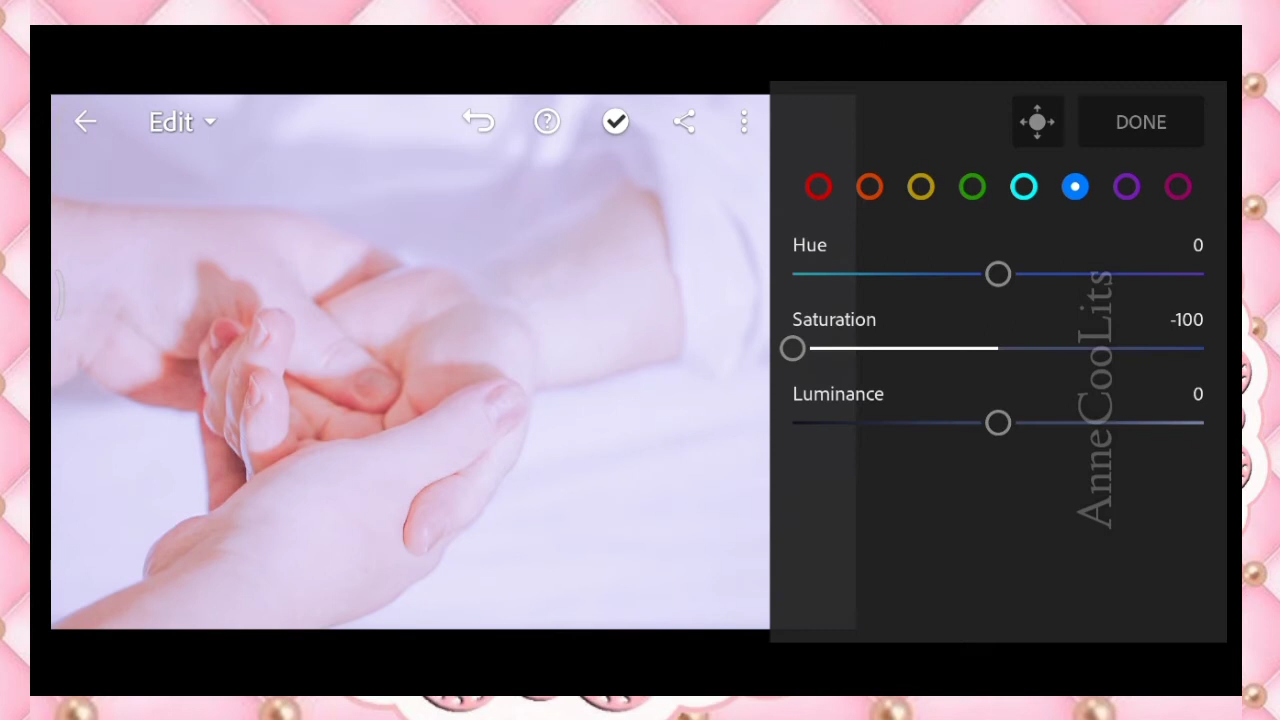 Edit
DONE
Hue 0
Saturation -100
Luminance 0
AnneCooLits